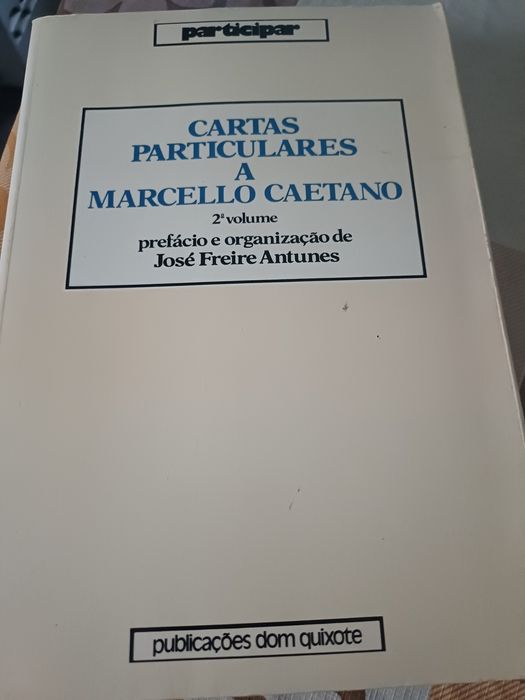 participar
CARTAS
PARTICULARES
A
MARCELLO CAETANO
2º volume
prefácio e organização de
José Freire Antunes
publicações dom quixote